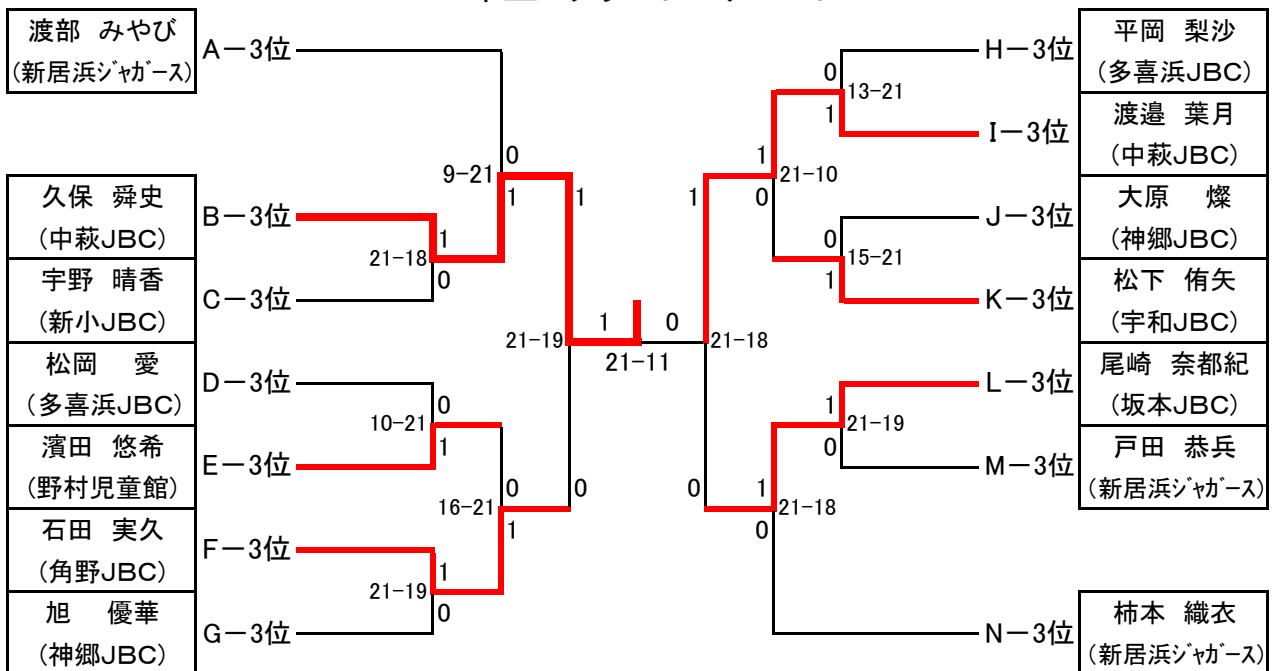 渡部 みやび
(新居浜ジャガース)
A-3位
久保 舜史
(中萩JBC)
B-3位
宇野 晴香
(新小JBC)
C-3位
松岡 愛
(多喜浜JBC)
D-3位
濱田 悠希
(野村児童館)
E-3位
石田 実久
(角野JBC)
F-3位
旭 優華
(神郷JBC)
G-3位
0
9-21
1
1
21-18
1
0
0
10-21
1
0
16-21
1
1
21-19
0
21-19
0
1
0
21-11
1
21-18
0
0
13-21
1
1
21-10
0
0
15-21
1
1
21-19
0
1
21-18
0
H-3位
平岡 梨沙
(多喜浜JBC)
I-3位
渡邉 葉月
(中萩JBC)
J-3位
大原 燦
(神郷JBC)
K-3位
松下 侑矢
(宇和JBC)
L-3位
尾崎 奈都紀
(坂本JBC)
M-3位
戸田 恭兵
(新居浜ジャガース)
N-3位
柿本 織衣
(新居浜ジャガース)